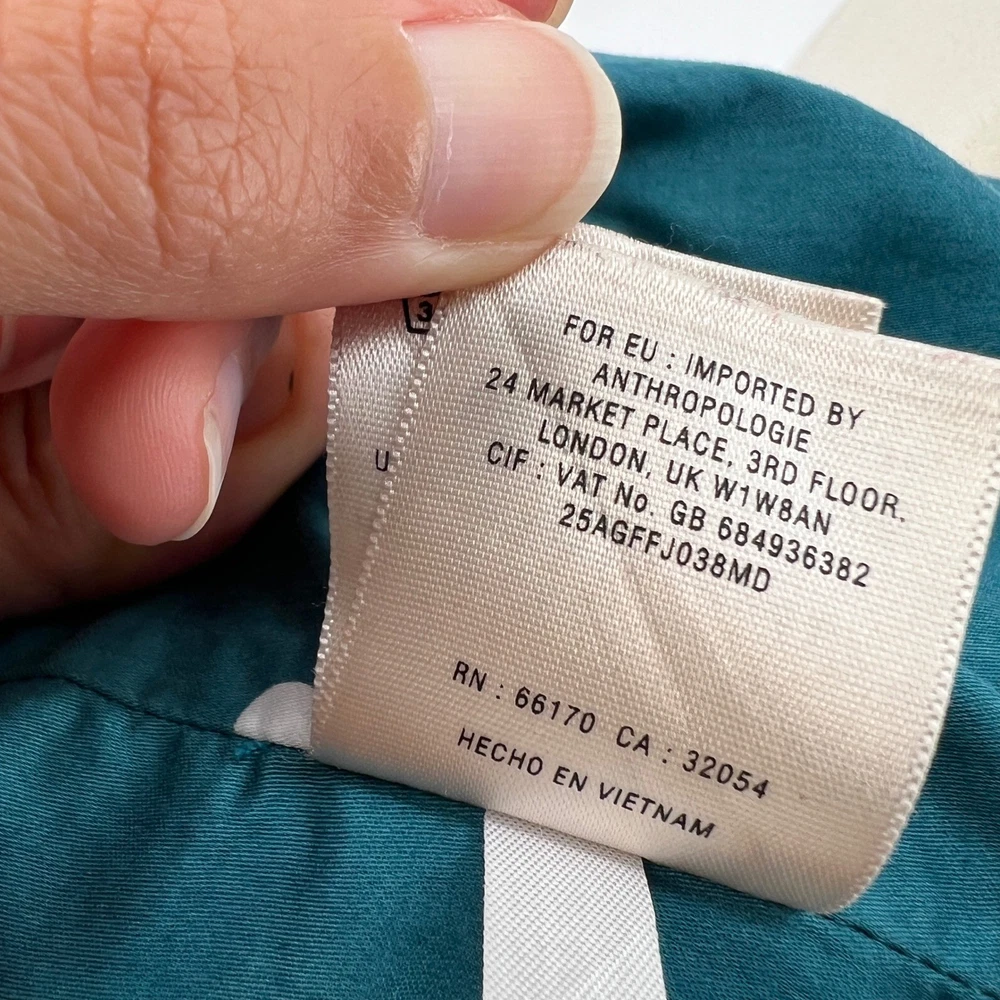 3
U
FOR EU : IMPORTED BY
ANTHROPOLOGIE
24 MARKET PLACE, 3RD FLOOR.
LONDON, UK W1W8AN
CIF : VAT No. GB 684936382
25AGFFJ038MD
RN : 66170 CA : 32054
HECHO EN VIETNAM